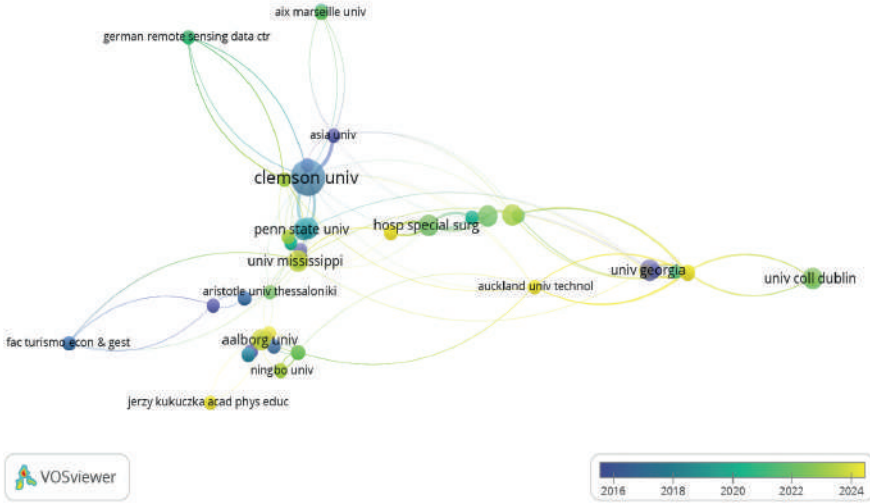 aix marseille univ
german remote sensing data ctr
asia univ
clemson univ
penn state univ
hosp special surg
univ mississippi
univ georgia
univ coll dublin
auckland univ technol
aristotle univ thessaloniki
fac turismo econ & gest
aalborg univ
ningbo univ
jerzy kukuczka acad phys educ
VOSviewer
2016 2018 2020 2022 2024